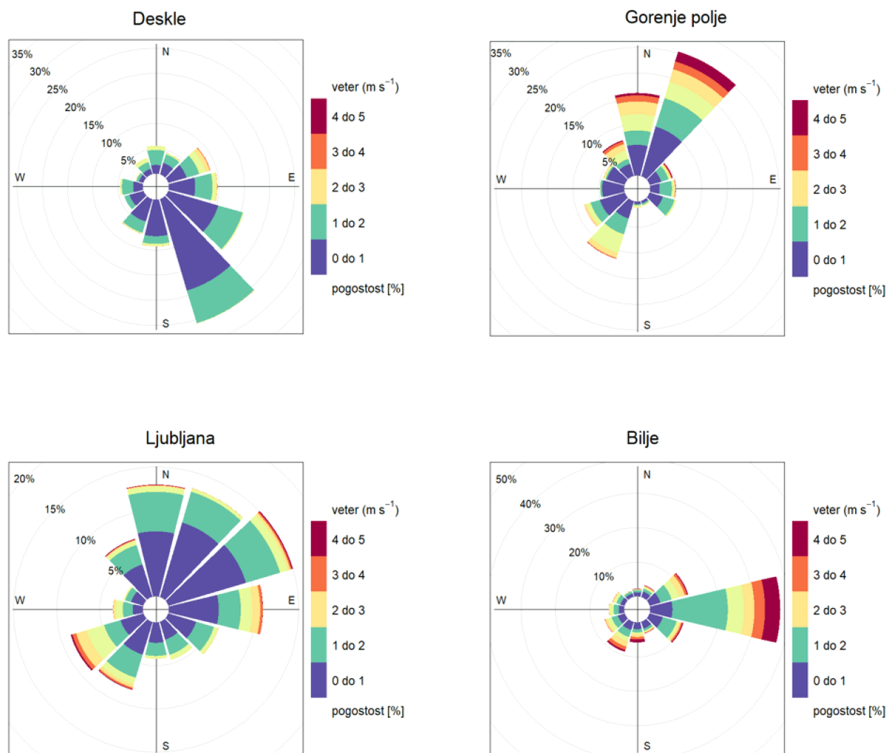 Deskle
Gorenje polje
35%
30%
25%
20%
15%
10%
5%
N
W
E
S
veter (m s⁻¹)
4 do 5
3 do 4
2 do 3
1 do 2
0 do 1
pogostost [%]
35%
30%
25%
20%
15%
10%
5%
N
W
E
S
veter (m s⁻¹)
4 do 5
3 do 4
2 do 3
1 do 2
0 do 1
pogostost [%]
Ljubljana
Bilje
20%
15%
10%
5%
N
W
E
S
veter (m s⁻¹)
4 do 5
3 do 4
2 do 3
1 do 2
0 do 1
pogostost [%]
50%
40%
30%
20%
10%
N
W
E
S
veter (m s⁻¹)
4 do 5
3 do 4
2 do 3
1 do 2
0 do 1
pogostost [%]